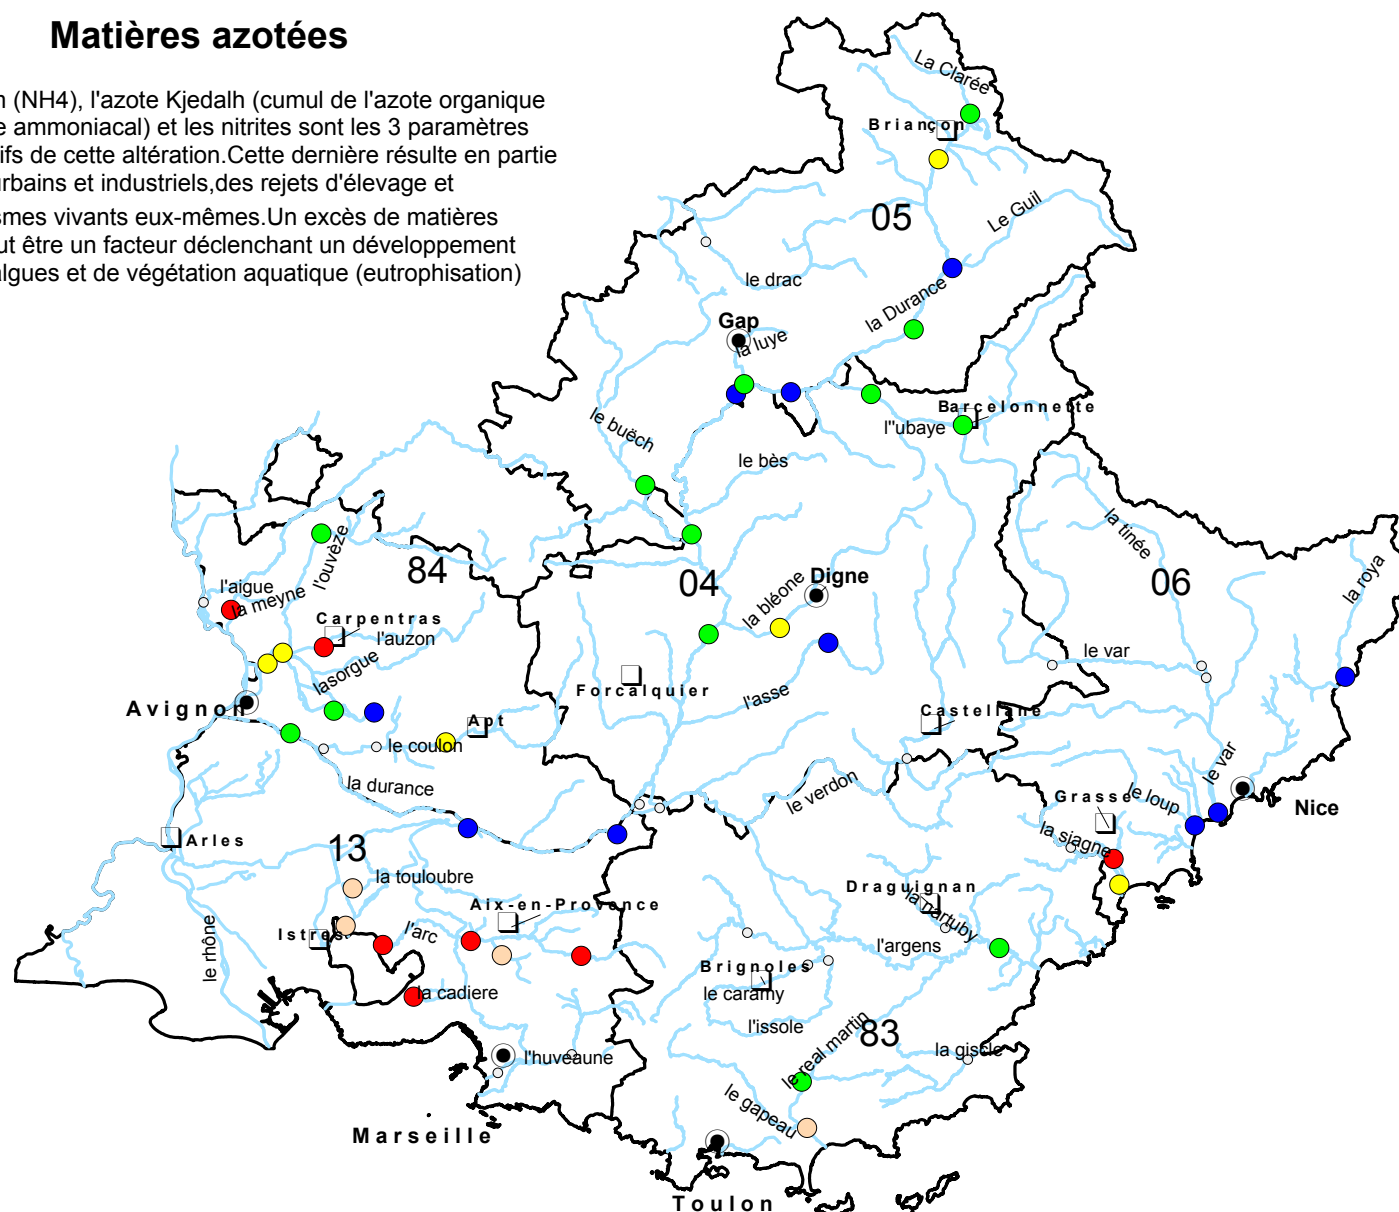 Matières azotées
(NH4), l'azote Kjedalh (cumul de l'azote organique
ammoniacal) et les nitrites sont les 3 paramètres
de cette altération.Cette dernière résulte en partie
urbains et industriels,des rejets d'élevage et
vivants eux-mêmes.Un excès de matières
être un facteur déclenchant un développement
algues et de végétation aquatique (eutrophisation)
La Clarée
Briançon
05
Le Guil
le drac
la Durance
Gap
la luye
Barcelonnette
l"ubaye
le buëch
le bès
la tinée
l'ouvèze
84
04
06
la roya
l'aigue
la meyne
Digne
la bléone
Carpentras
l'auzon
le var
lasorgue
Forcalquier
l'asse
Avignon
Apt
Castellane
le coulon
le var
la durance
le verdon
le loup
Grasse
Nice
Arles
la siagne
13
la touloubre
Draguignan
Aix-en-Provence
la nartuby
Istres
l'arc
l'argens
le rhône
Brignoles
la cadiere
le caramy
l'issole
le real martin
83
l'huveaune
la giscle
le gapeau
Marseille
Toulon